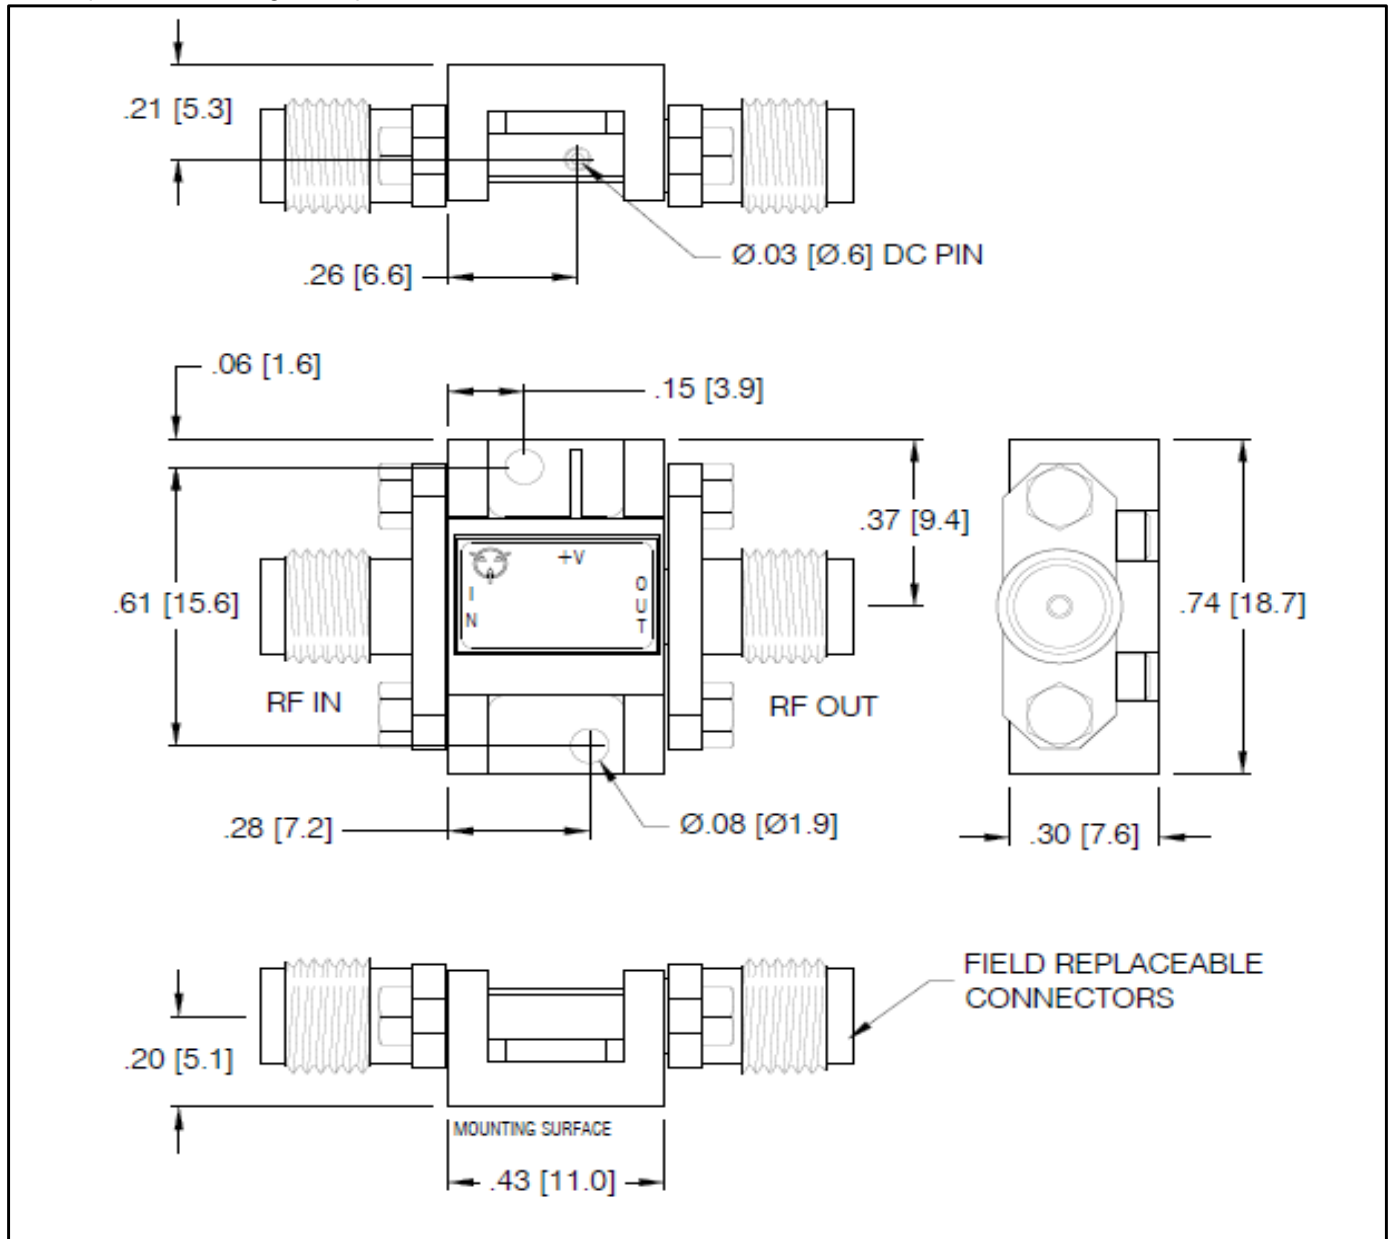 .21 [5.3]
Ø.03 [Ø.6] DC PIN
.26 [6.6]
.06 [1.6]
.15 [3.9]
.37 [9.4]
+V
IN
OUT
.61 [15.6]
.74 [18.7]
RF IN
RF OUT
.28 [7.2]
Ø.08 [Ø1.9]
.30 [7.6]
FIELD REPLACEABLE
CONNECTORS
.20 [5.1]
MOUNTING SURFACE
.43 [11.0]